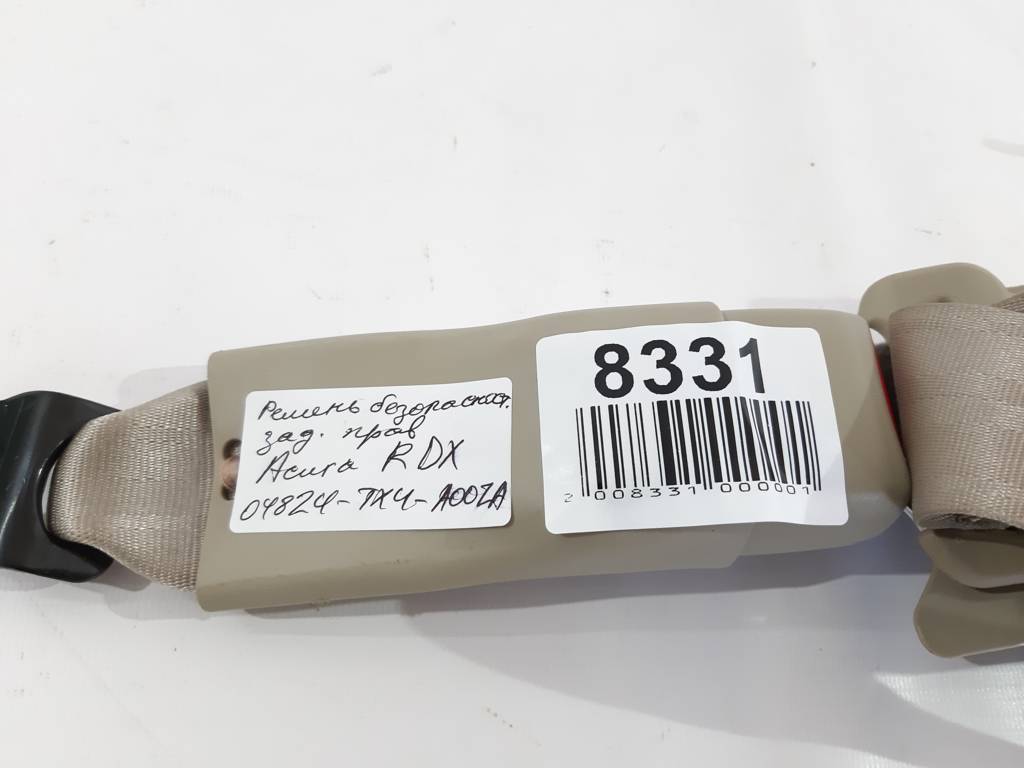 Ремень безопасност.
зад. прав
Acura RDX
04824-TX4-A00ZA
8331
2 008331 000001